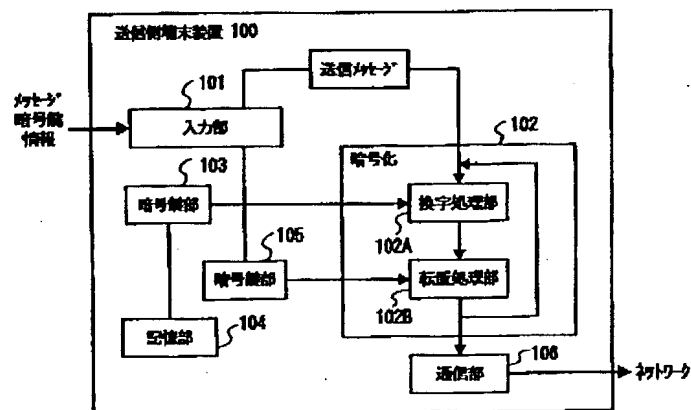 送信側端末装置 100
送信メッセージ
101
メッセージ
暗号鍵
情報
入力部
102
暗号化
103
暗号鍵部
換字処理部
102A
105
暗号鍵部
転置処理部
102B
記憶部
104
106
通信部
ネットワーク